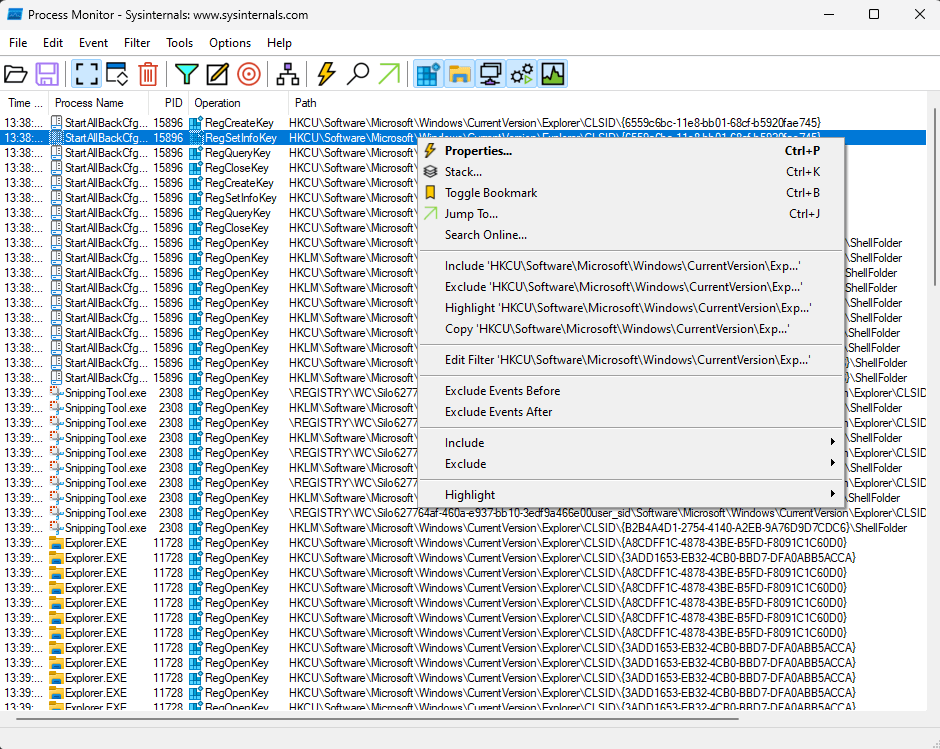 Process Monitor - Sysinternals: www.sysinternals.com
File Edit Event Filter Tools Options Help
Time ... Process Name PID Operation Path
13:38:... StartAllBackCfg... 15896 RegCreateKey HKCU\Software\Microsoft\Windows\CurrentVersion\Explorer\CLSID\{6559c6bc-11e8-bb01-68cf-b5920fae745}
13:38:... StartAllBackCfg... 15896 RegSetInfoKey HKCU\Software\Microsoft\Windows\CurrentVersion\Explorer\CLSID\{6559c6bc-11e8-bb01-68cf-b5920fae745}
13:38:... StartAllBackCfg... 15896 RegQueryKey HKCU\Software\Microsoft\
13:38:... StartAllBackCfg... 15896 RegCloseKey HKCU\Software\Microsoft\
13:38:... StartAllBackCfg... 15896 RegCreateKey HKCU\Software\Microsoft\
13:38:... StartAllBackCfg... 15896 RegSetInfoKey HKCU\Software\Microsoft\
13:38:... StartAllBackCfg... 15896 RegQueryKey HKCU\Software\Microsoft\
13:38:... StartAllBackCfg... 15896 RegCloseKey HKCU\Software\Microsoft\
13:38:... StartAllBackCfg... 15896 RegOpenKey HKCU\Software\Microsoft\ \ShellFolder
13:38:... StartAllBackCfg... 15896 RegOpenKey HKLM\Software\Microsoft\ \ShellFolder
13:38:... StartAllBackCfg... 15896 RegOpenKey HKCU\Software\Microsoft\ ShellFolder
13:38:... StartAllBackCfg... 15896 RegOpenKey HKLM\Software\Microsoft\ ShellFolder
13:38:... StartAllBackCfg... 15896 RegOpenKey HKCU\Software\Microsoft\ \ShellFolder
13:38:... StartAllBackCfg... 15896 RegOpenKey HKLM\Software\Microsoft\ \ShellFolder
13:38:... StartAllBackCfg... 15896 RegOpenKey HKCU\Software\Microsoft\ \ShellFolder
13:38:... StartAllBackCfg... 15896 RegOpenKey HKLM\Software\Microsoft\ \ShellFolder
13:38:... StartAllBackCfg... 15896 RegOpenKey HKCU\Software\Microsoft\ }\ShellFolder
13:38:... StartAllBackCfg... 15896 RegOpenKey HKLM\Software\Microsoft\ }\ShellFolder
13:39:... SnippingTool.exe 2308 RegOpenKey \REGISTRY\WC\Silo62776 \Explorer\CLSID
13:39:... SnippingTool.exe 2308 RegOpenKey HKLM\Software\Microsoft\ \ShellFolder
13:39:... SnippingTool.exe 2308 RegOpenKey \REGISTRY\WC\Silo62776 \Explorer\CLSID
13:39:... SnippingTool.exe 2308 RegOpenKey HKLM\Software\Microsoft\ \ShellFolder
13:39:... SnippingTool.exe 2308 RegOpenKey \REGISTRY\WC\Silo62776 \Explorer\CLSID
13:39:... SnippingTool.exe 2308 RegOpenKey HKLM\Software\Microsoft\ \ShellFolder
13:39:... SnippingTool.exe 2308 RegOpenKey \REGISTRY\WC\Silo62776 \Explorer\CLSID
13:39:... SnippingTool.exe 2308 RegOpenKey HKLM\Software\Microsoft\ \ShellFolder
13:39:... SnippingTool.exe 2308 RegOpenKey \REGISTRY\WC\Silo627764af-460a-e937-bb10-3edf9a466e00user_sid\Software\Microsoft\Windows\CurrentVersion\Explorer\CLSID
13:39:... SnippingTool.exe 2308 RegOpenKey HKLM\Software\Microsoft\Windows\CurrentVersion\Explorer\CLSID\{B2B4A4D1-2754-4140-A2EB-9A76D9D7CDC6}\ShellFolder
13:39:... Explorer.EXE 11728 RegOpenKey HKCU\Software\Microsoft\Windows\CurrentVersion\Explorer\CLSID\{A8CDFF1C-4878-43BE-B5FD-F8091C1C60D0}
13:39:... Explorer.EXE 11728 RegOpenKey HKCU\Software\Microsoft\Windows\CurrentVersion\Explorer\CLSID\{3ADD1653-EB32-4CB0-BBD7-DFA0ABB5ACCA}
13:39:... Explorer.EXE 11728 RegOpenKey HKCU\Software\Microsoft\Windows\CurrentVersion\Explorer\CLSID\{A8CDFF1C-4878-43BE-B5FD-F8091C1C60D0}
13:39:... Explorer.EXE 11728 RegOpenKey HKCU\Software\Microsoft\Windows\CurrentVersion\Explorer\CLSID\{A8CDFF1C-4878-43BE-B5FD-F8091C1C60D0}
13:39:... Explorer.EXE 11728 RegOpenKey HKCU\Software\Microsoft\Windows\CurrentVersion\Explorer\CLSID\{A8CDFF1C-4878-43BE-B5FD-F8091C1C60D0}
13:39:... Explorer.EXE 11728 RegOpenKey HKCU\Software\Microsoft\Windows\CurrentVersion\Explorer\CLSID\{A8CDFF1C-4878-43BE-B5FD-F8091C1C60D0}
13:39:... Explorer.EXE 11728 RegOpenKey HKCU\Software\Microsoft\Windows\CurrentVersion\Explorer\CLSID\{A8CDFF1C-4878-43BE-B5FD-F8091C1C60D0}
13:39:... Explorer.EXE 11728 RegOpenKey HKCU\Software\Microsoft\Windows\CurrentVersion\Explorer\CLSID\{3ADD1653-EB32-4CB0-BBD7-DFA0ABB5ACCA}
13:39:... Explorer.EXE 11728 RegOpenKey HKCU\Software\Microsoft\Windows\CurrentVersion\Explorer\CLSID\{3ADD1653-EB32-4CB0-BBD7-DFA0ABB5ACCA}
13:39:... Explorer.EXE 11728 RegOpenKey HKCU\Software\Microsoft\Windows\CurrentVersion\Explorer\CLSID\{3ADD1653-EB32-4CB0-BBD7-DFA0ABB5ACCA}
13:39:... Explorer.EXE 11728 RegOpenKey HKCU\Software\Microsoft\Windows\CurrentVersion\Explorer\CLSID\{3ADD1653-EB32-4CB0-BBD7-DFA0ABB5ACCA}
13:39:... Explorer.EXE 11728 RegOpenKey HKCU\Software\Microsoft\Windows\CurrentVersion\Explorer\CLSID\{3ADD1653-EB32-4CB0-BBD7-DFA0ABB5ACCA}
Properties... Ctrl+P
Stack... Ctrl+K
Toggle Bookmark Ctrl+B
Jump To... Ctrl+J
Search Online...
Include 'HKCU\Software\Microsoft\Windows\CurrentVersion\Exp...'
Exclude 'HKCU\Software\Microsoft\Windows\CurrentVersion\Exp...'
Highlight 'HKCU\Software\Microsoft\Windows\CurrentVersion\Exp...'
Copy 'HKCU\Software\Microsoft\Windows\CurrentVersion\Exp...'
Edit Filter 'HKCU\Software\Microsoft\Windows\CurrentVersion\Exp...'
Exclude Events Before
Exclude Events After
Include
Exclude
Highlight